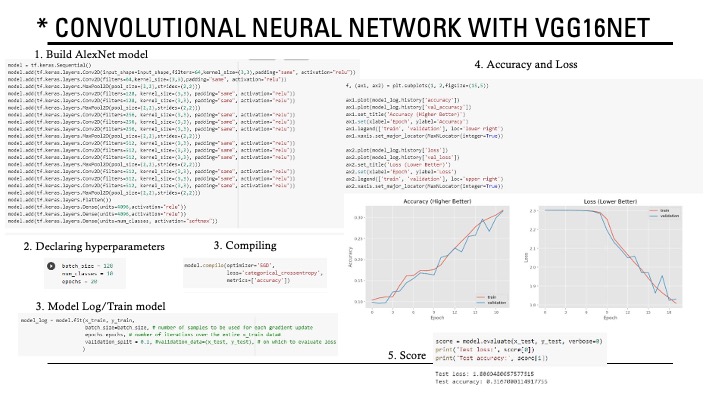 * CONVOLUTIONAL NEURAL NETWORK WITH VGG16NET
1. Build AlexNet model
model = tf.keras.Sequential()
model.add(tf.keras.layers.Conv2D(input_shape=input_shape,filters=64,kernel_size=(3,3),padding="same", activation="relu"))
model.add(tf.keras.layers.Conv2D(filters=64,kernel_size=(3,3),padding="same", activation="relu"))
model.add(tf.keras.layers.MaxPool2D(pool_size=(2,2),strides=(2,2)))
model.add(tf.keras.layers.Conv2D(filters=128, kernel_size=(3,3), padding="same", activation="relu"))
model.add(tf.keras.layers.Conv2D(filters=128, kernel_size=(3,3), padding="same", activation="relu"))
model.add(tf.keras.layers.MaxPool2D(pool_size=(2,2),strides=(2,2)))
model.add(tf.keras.layers.Conv2D(filters=256, kernel_size=(3,3), padding="same", activation="relu"))
model.add(tf.keras.layers.Conv2D(filters=256, kernel_size=(3,3), padding="same", activation="relu"))
model.add(tf.keras.layers.Conv2D(filters=256, kernel_size=(3,3), padding="same", activation="relu"))
model.add(tf.keras.layers.MaxPool2D(pool_size=(2,2),strides=(2,2)))
model.add(tf.keras.layers.Conv2D(filters=512, kernel_size=(3,3), padding="same", activation="relu"))
model.add(tf.keras.layers.Conv2D(filters=512, kernel_size=(3,3), padding="same", activation="relu"))
model.add(tf.keras.layers.Conv2D(filters=512, kernel_size=(3,3), padding="same", activation="relu"))
model.add(tf.keras.layers.MaxPool2D(pool_size=(2,2),strides=(2,2)))
model.add(tf.keras.layers.Conv2D(filters=512, kernel_size=(3,3), padding="same", activation="relu"))
model.add(tf.keras.layers.Conv2D(filters=512, kernel_size=(3,3), padding="same", activation="relu"))
model.add(tf.keras.layers.Conv2D(filters=512, kernel_size=(3,3), padding="same", activation="relu"))
model.add(tf.keras.layers.MaxPool2D(pool_size=(2,2),strides=(2,2)))
model.add(tf.keras.layers.Flatten())
model.add(tf.keras.layers.Dense(units=4096,activation="relu"))
model.add(tf.keras.layers.Dense(units=4096,activation="relu"))
model.add(tf.keras.layers.Dense(units=num_classes, activation="softmax"))
2. Declaring hyperparameters
batch_size = 128
num_classes = 10
epochs = 20
3. Compiling
model.compile(optimizer='SGD',
loss='categorical_crossentropy',
metrics=['accuracy'])
3. Model Log/Train model
model_log = model.fit(x_train, y_train,
batch_size=batch_size, # number of samples to be used for each gradient update
epochs=epochs, # number of iterations over the entire x_train data
validation_split = 0.1, #validation_data=(x_test, y_test), # on which to evaluate loss
)
4. Accuracy and Loss
f, (ax1, ax2) = plt.subplots(1, 2,figsize=(15,5))
ax1.plot(model_log.history['accuracy'])
ax1.plot(model_log.history['val_accuracy'])
ax1.set_title('Accuracy (Higher Better)')
ax1.set(xlabel='Epoch', ylabel='Accuracy')
ax1.legend(['train', 'validation'], loc='lower right')
ax1.xaxis.set_major_locator(MaxNLocator(integer=True))
ax2.plot(model_log.history['loss'])
ax2.plot(model_log.history['val_loss'])
ax2.set_title('Loss (Lower Better)')
ax2.set(xlabel='Epoch', ylabel='Loss')
ax2.legend(['train', 'validation'], loc='upper right')
ax2.xaxis.set_major_locator(MaxNLocator(integer=True))
Accuracy (Higher Better)
Accuracy
train
validation
0 3 6 9 12 15 18
Epoch
Loss (Lower Better)
Loss
train
validation
0 3 6 9 12 15 18
Epoch
5. Score
score = model.evaluate(x_test, y_test, verbose=0)
print('Test loss:', score[0])
print('Test accuracy:', score[1])
Test loss:
Test accuracy: